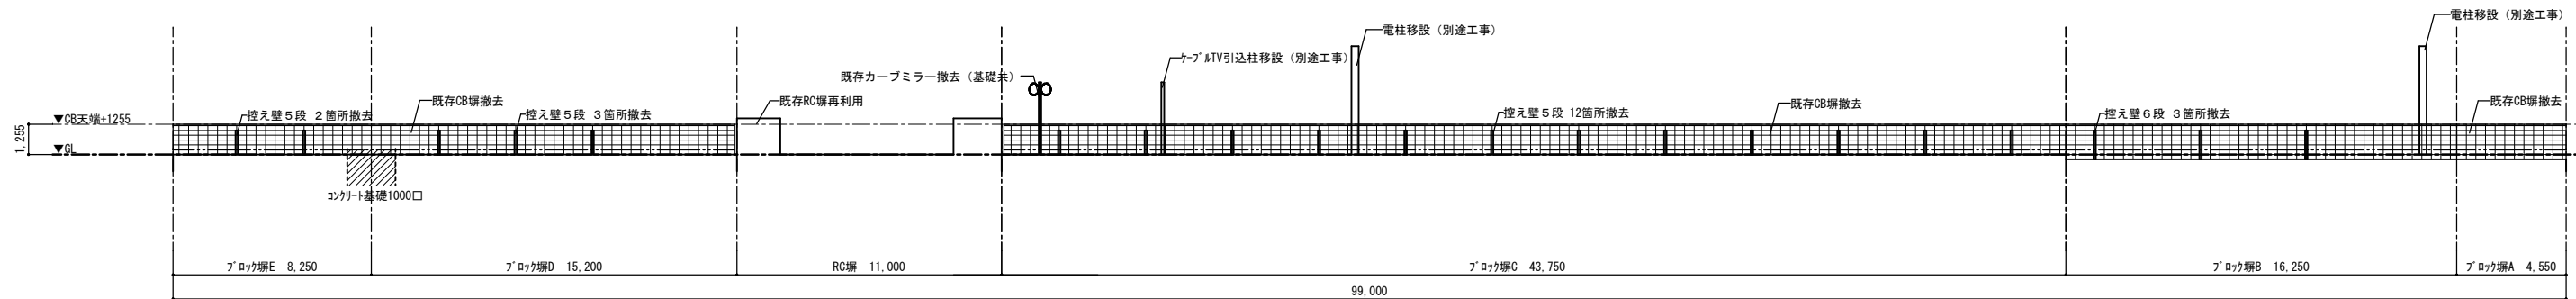 電柱移設（別途工事）
電柱移設（別途工事）
ｹｰﾌﾞﾙTV引込柱移設（別途工事）
既存カーブミラー撤去（基礎共）
既存CB塀撤去
既存RC塀再利用
既存CB塀撤去
既存CB塀撤去
▼CB天端+1255
控え壁５段 ２箇所撤去
控え壁５段 ３箇所撤去
控え壁５段 12箇所撤去
控え壁６段 ３箇所撤去
1,255
▼GL
ｺﾝｸﾘｰﾄ基礎1000□
ﾌﾞﾛｯｸ塀E 8,250
ﾌﾞﾛｯｸ塀D 15,200
RC塀 11,000
ﾌﾞﾛｯｸ塀C 43,750
ﾌﾞﾛｯｸ塀B 16,250
ﾌﾞﾛｯｸ塀A 4,550
99,000